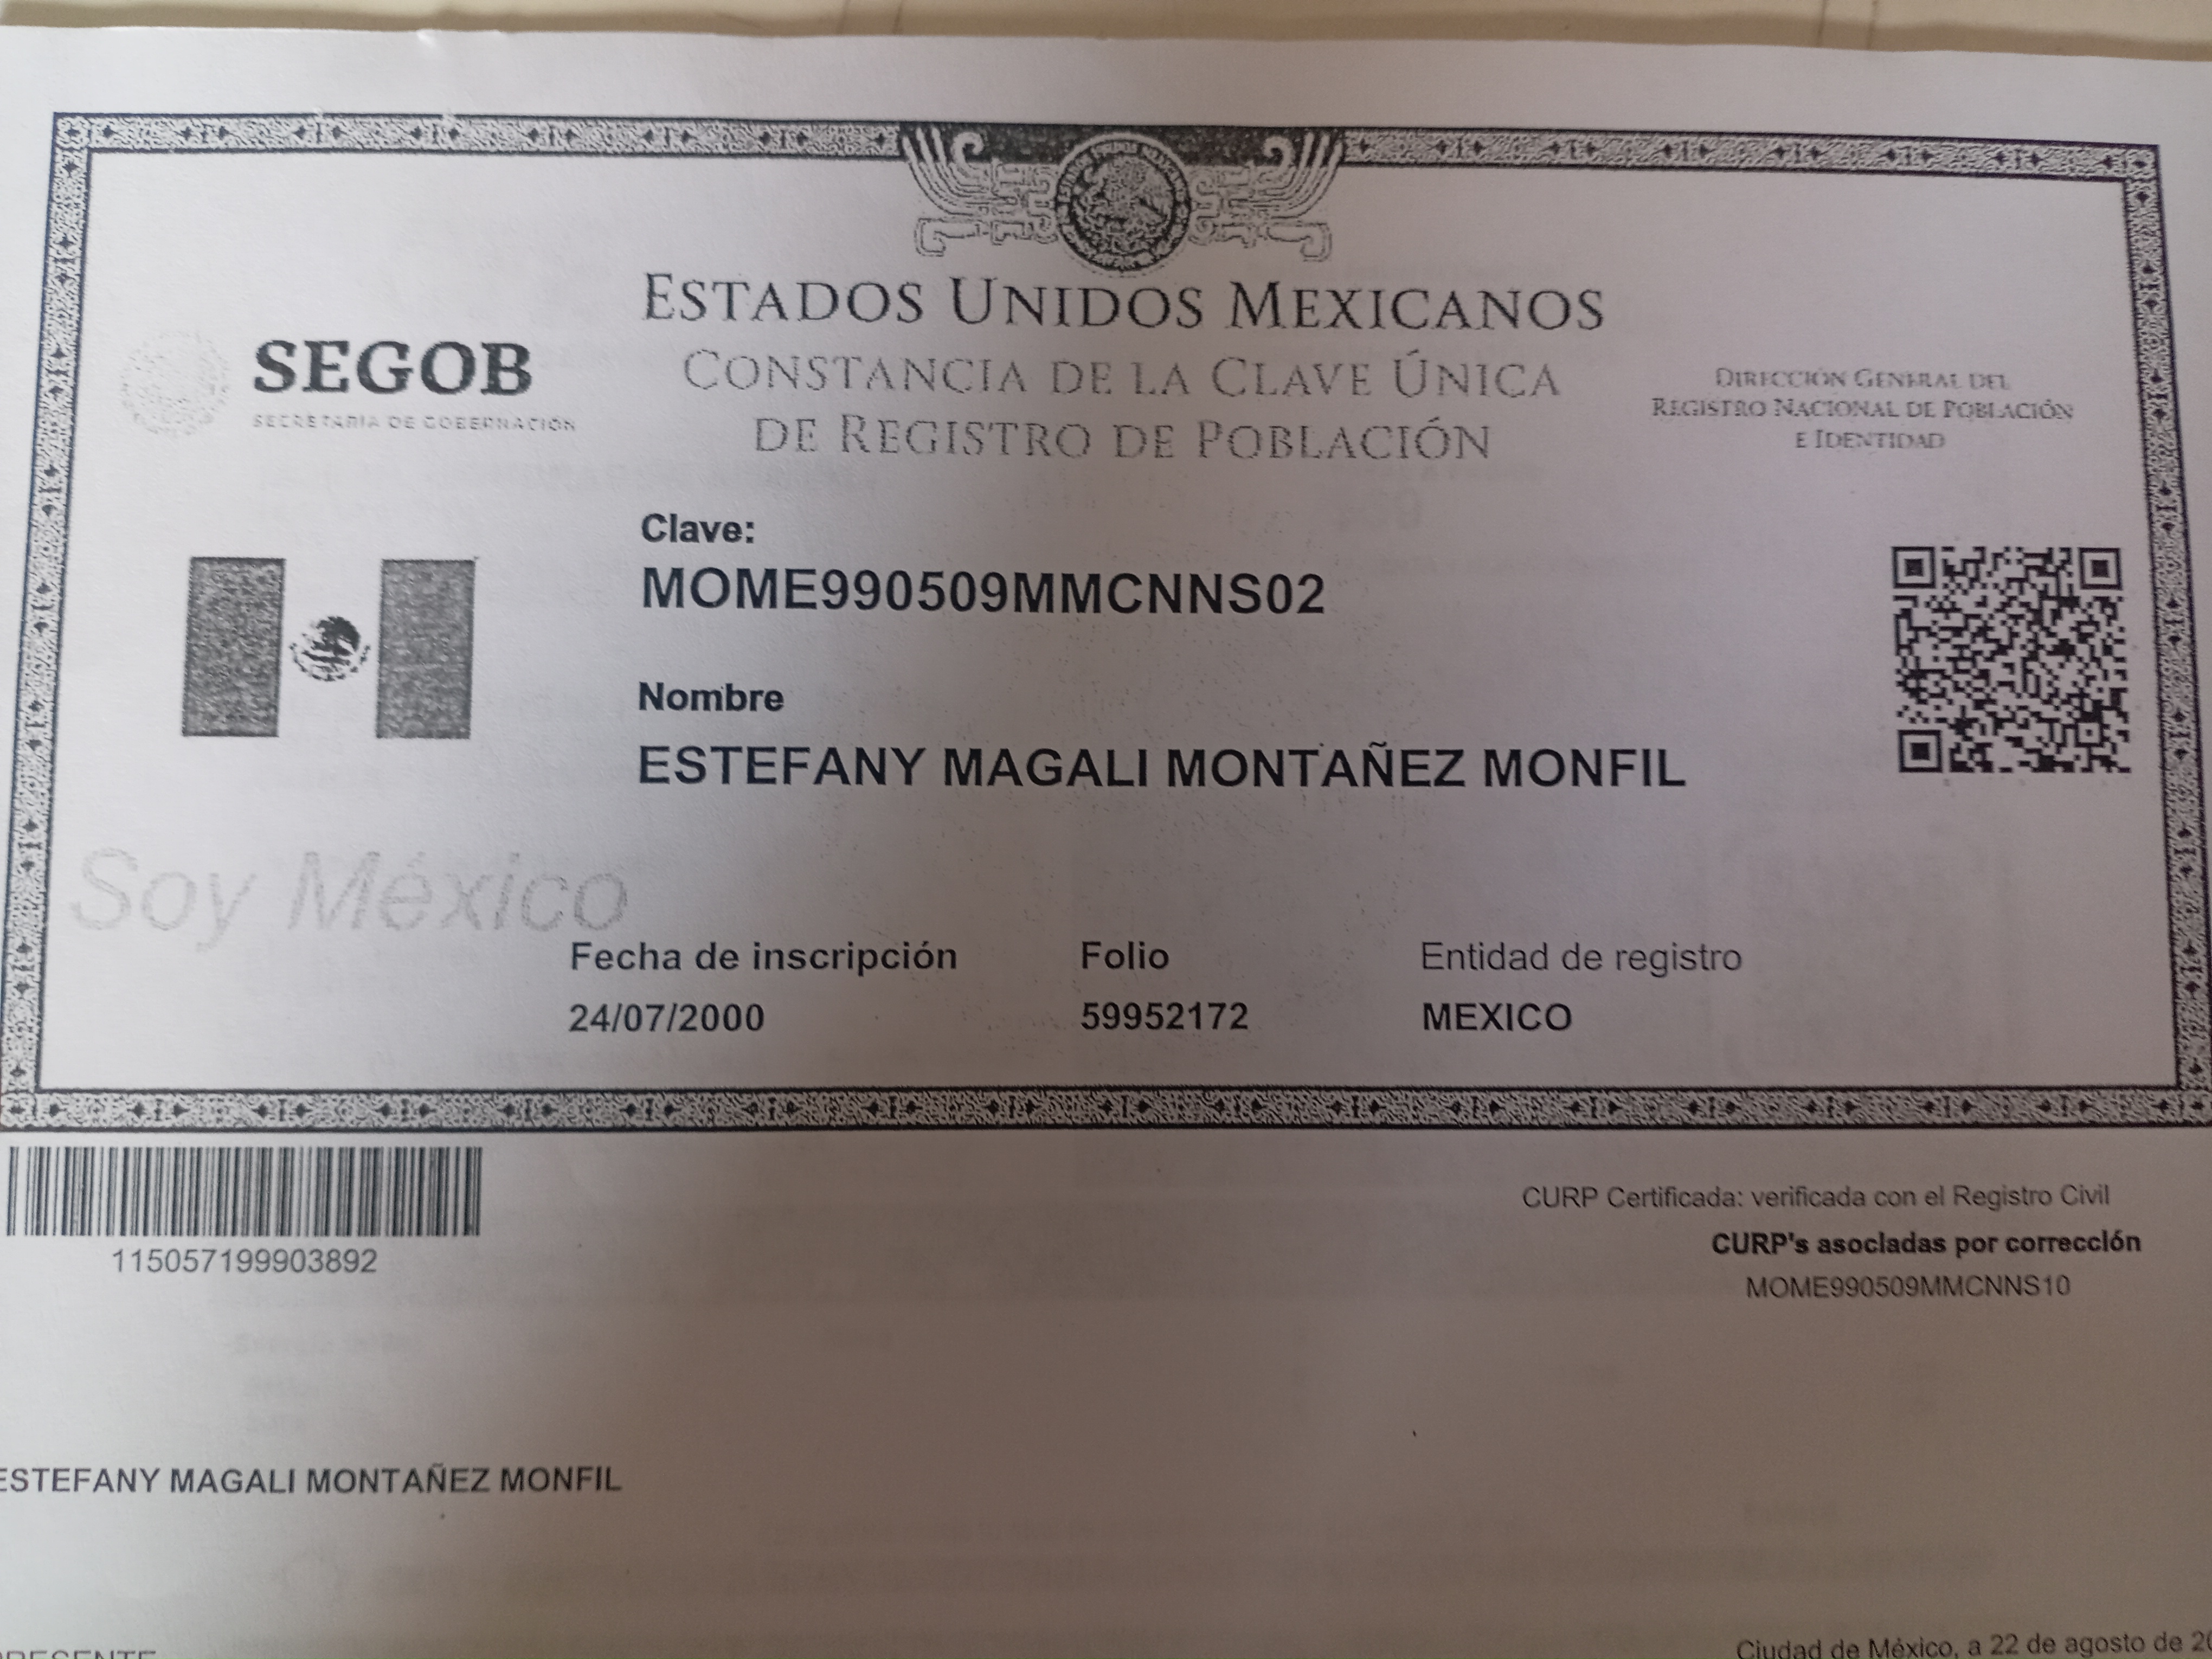 ESTADOS UNIDOS MEXICANOS
SEGOB
SECRETARÍA DE GOBERNACIÓN
CONSTANCIA DE LA CLAVE ÚNICA
DE REGISTRO DE POBLACIÓN
DIRECCIÓN GENERAL DEL
REGISTRO NACIONAL DE POBLACIÓN
E IDENTIDAD
Clave:
MOME990509MMCNNS02
Nombre
ESTEFANY MAGALI MONTAÑEZ MONFIL
Soy México
Fecha de inscripción Folio Entidad de registro
24/07/2000 59952172 MEXICO
115057199903892
CURP Certificada: verificada con el Registro Civil
CURP's asociadas por corrección
MOME990509MMCNNS10
ESTEFANY MAGALI MONTAÑEZ MONFIL
PRESENTE
Ciudad de México, a 22 de agosto de 20